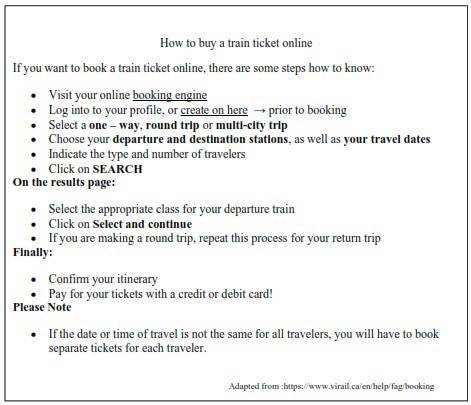 How to buy a train ticket online
If you want to book a train ticket online, there are some steps how to know:
• Visit your online booking engine
• Log into to your profile, or create on here → prior to booking
• Select a one – way, round trip or multi-city trip
• Choose your departure and destination stations, as well as your travel dates
• Indicate the type and number of travelers
• Click on SEARCH
On the results page:
• Select the appropriate class for your departure train
• Click on Select and continue
• If you are making a round trip, repeat this process for your return trip
Finally:
• Confirm your itinerary
• Pay for your tickets with a credit or debit card!
Please Note
• If the date or time of travel is not the same for all travelers, you will have to book
separate tickets for each traveler.
Adapted from :https://www.virail.ca/en/help/fag/booking